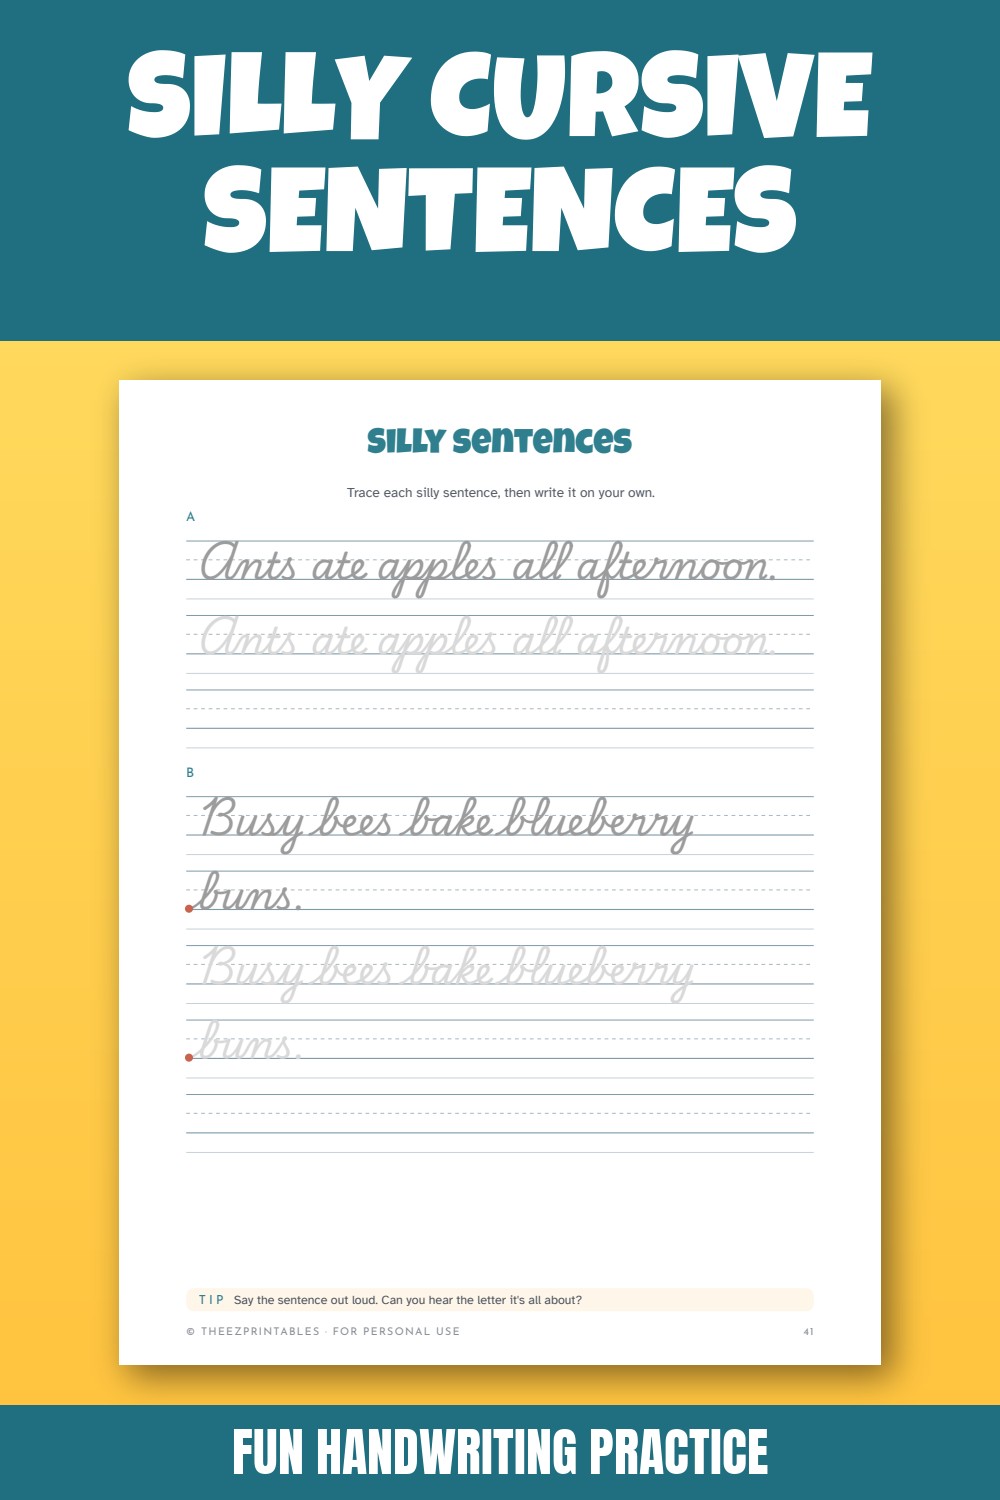 SILLY CURSIVE
SENTENCES
Silly Sentences
Trace each silly sentence, then write it on your own.
A
Ants ate apples all afternoon.
Ants ate apples all afternoon.
B
Busy bees bake blueberry
buns.
Busy bees bake blueberry
buns.
TIP Say the sentence out loud. Can you hear the letter it's all about?
© THEEZPRINTABLES · FOR PERSONAL USE 41
FUN HANDWRITING PRACTICE